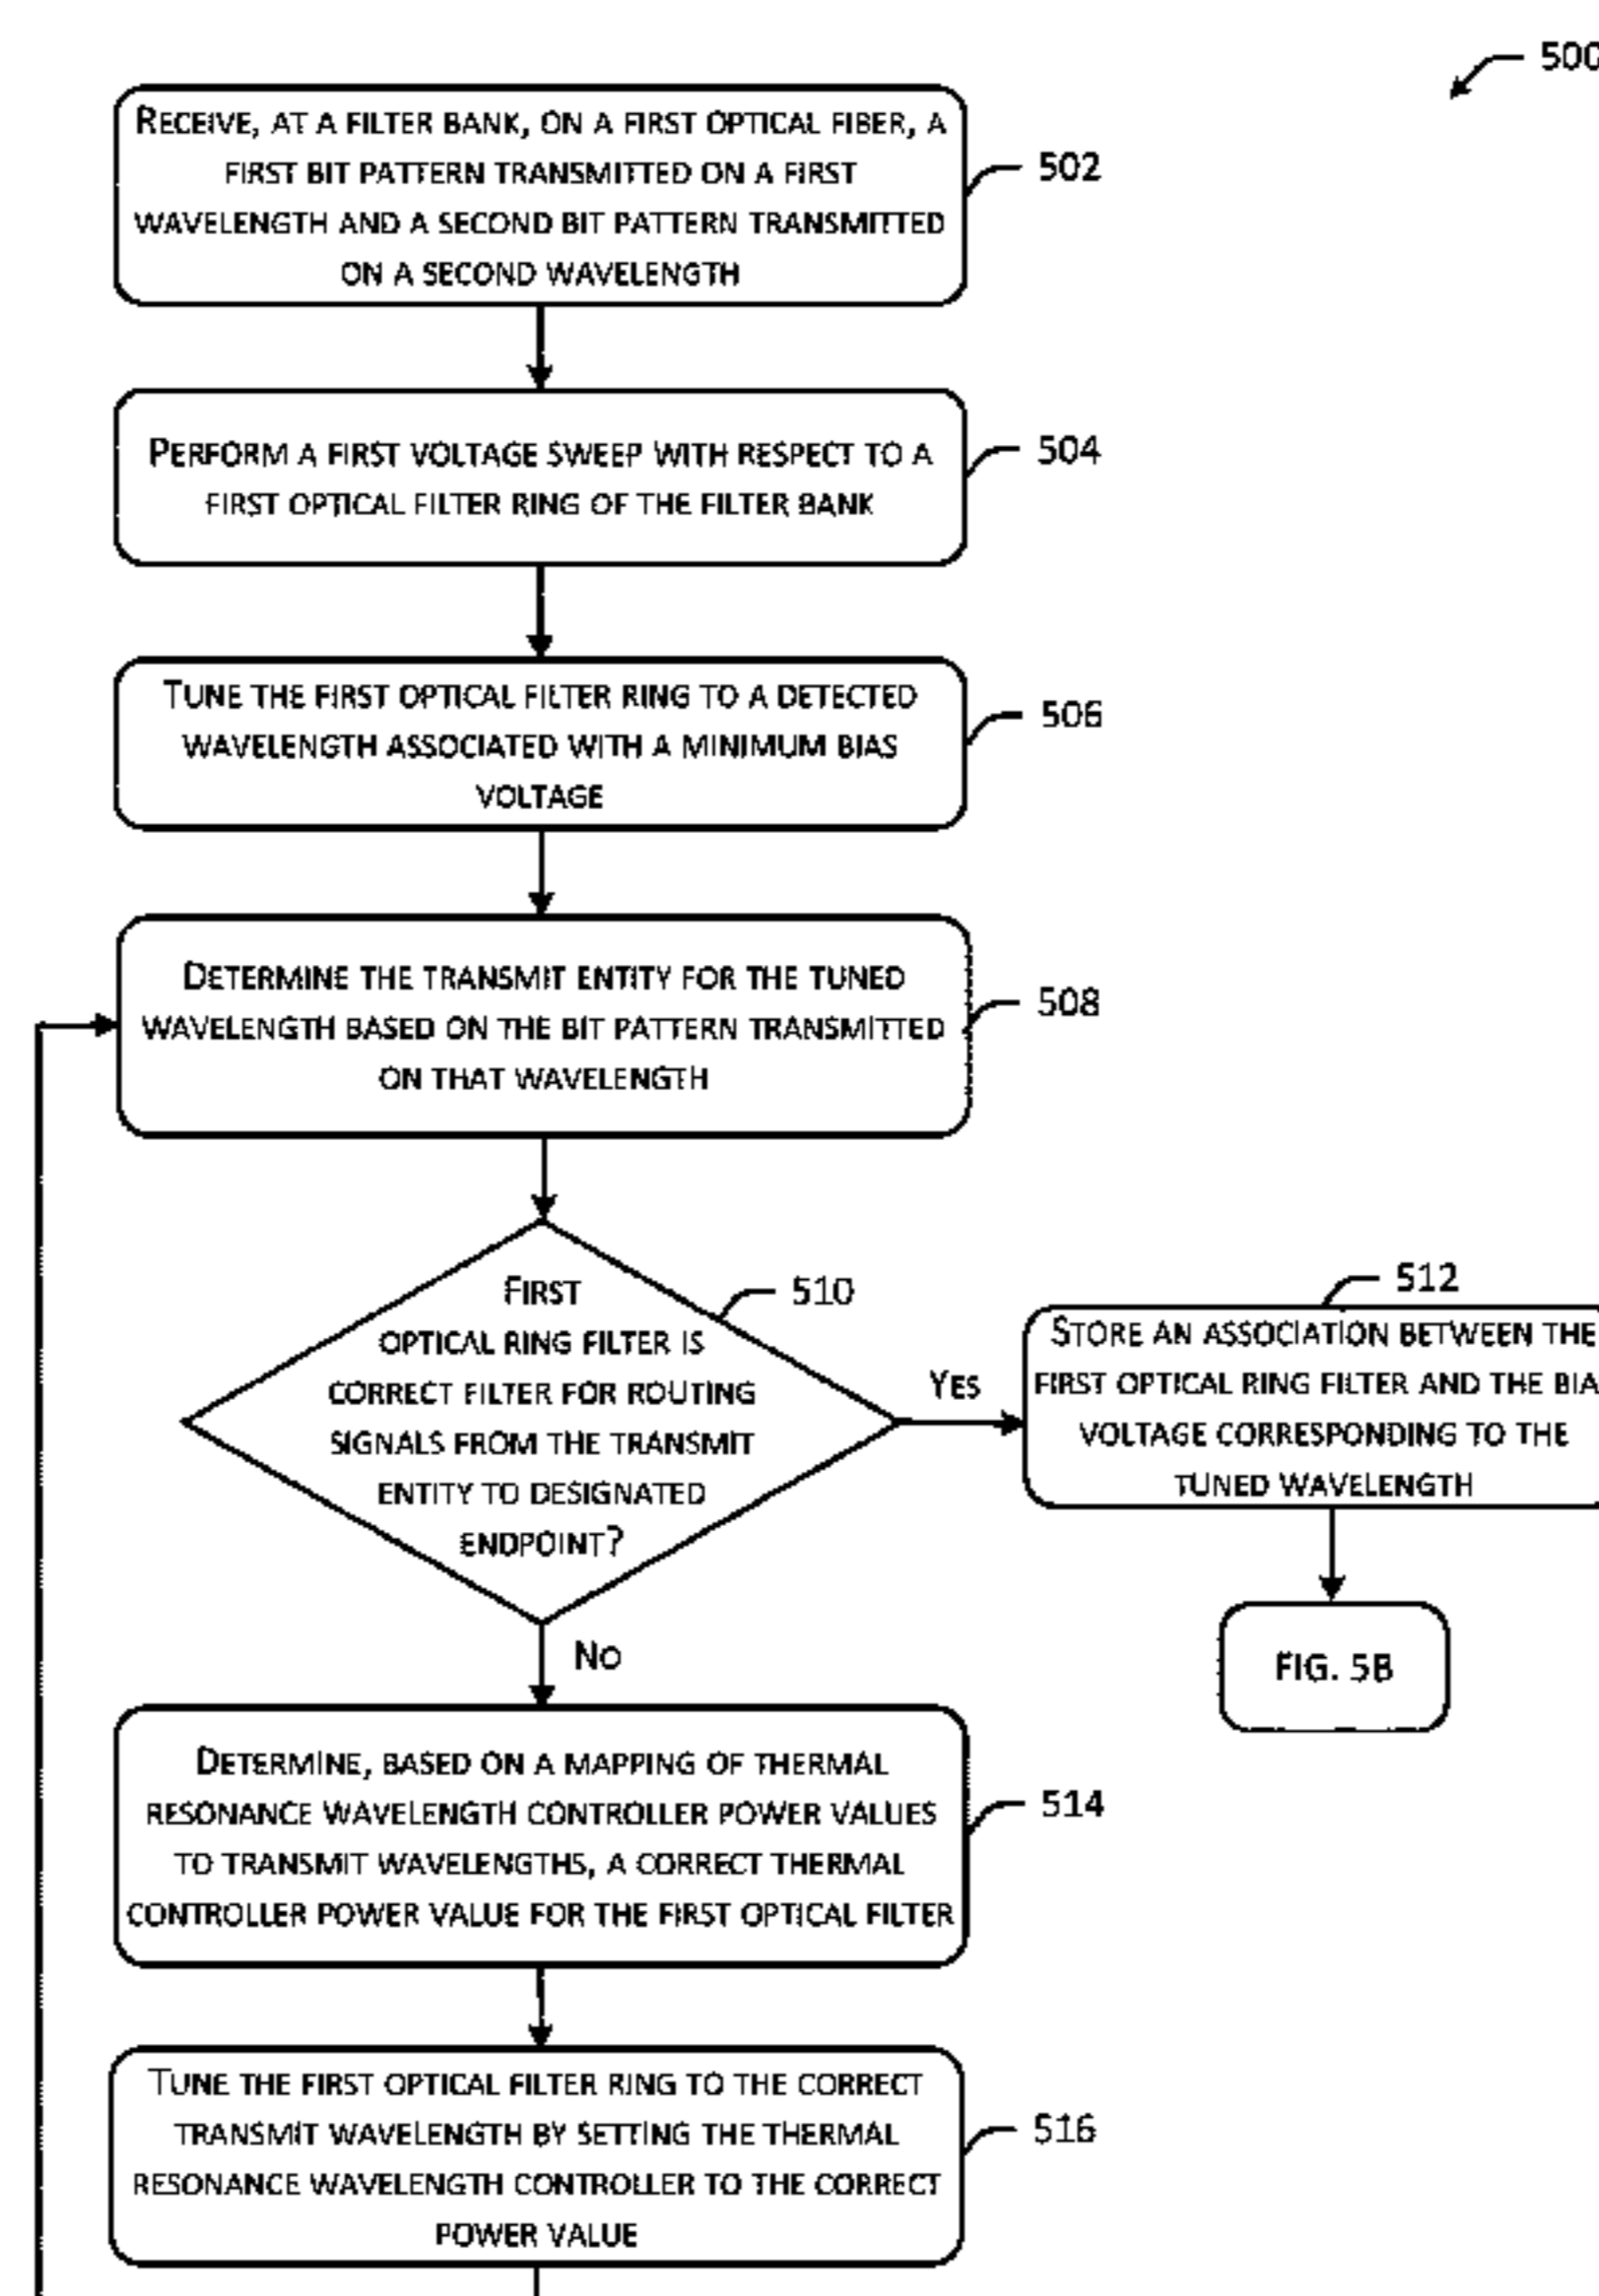 500
RECEIVE, AT A FILTER BANK, ON A FIRST OPTICAL FIBER, A
FIRST BIT PATTERN TRANSMITTED ON A FIRST
WAVELENGTH AND A SECOND BIT PATTERN TRANSMITTED
ON A SECOND WAVELENGTH
502
PERFORM A FIRST VOLTAGE SWEEP WITH RESPECT TO A
FIRST OPTICAL FILTER RING OF THE FILTER BANK
504
TUNE THE FIRST OPTICAL FILTER RING TO A DETECTED
WAVELENGTH ASSOCIATED WITH A MINIMUM BIAS
VOLTAGE
506
DETERMINE THE TRANSMIT ENTITY FOR THE TUNED
WAVELENGTH BASED ON THE BIT PATTERN TRANSMITTED
ON THAT WAVELENGTH
508
FIRST
OPTICAL RING FILTER IS
CORRECT FILTER FOR ROUTING
SIGNALS FROM THE TRANSMIT
ENTITY TO DESIGNATED
ENDPOINT?
510
YES
512
STORE AN ASSOCIATION BETWEEN THE
FIRST OPTICAL RING FILTER AND THE BIA
VOLTAGE CORRESPONDING TO THE
TUNED WAVELENGTH
FIG. 5B
NO
DETERMINE, BASED ON A MAPPING OF THERMAL
RESONANCE WAVELENGTH CONTROLLER POWER VALUES
TO TRANSMIT WAVELENGTHS, A CORRECT THERMAL
CONTROLLER POWER VALUE FOR THE FIRST OPTICAL FILTER
514
TUNE THE FIRST OPTICAL FILTER RING TO THE CORRECT
TRANSMIT WAVELENGTH BY SETTING THE THERMAL
RESONANCE WAVELENGTH CONTROLLER TO THE CORRECT
POWER VALUE
516